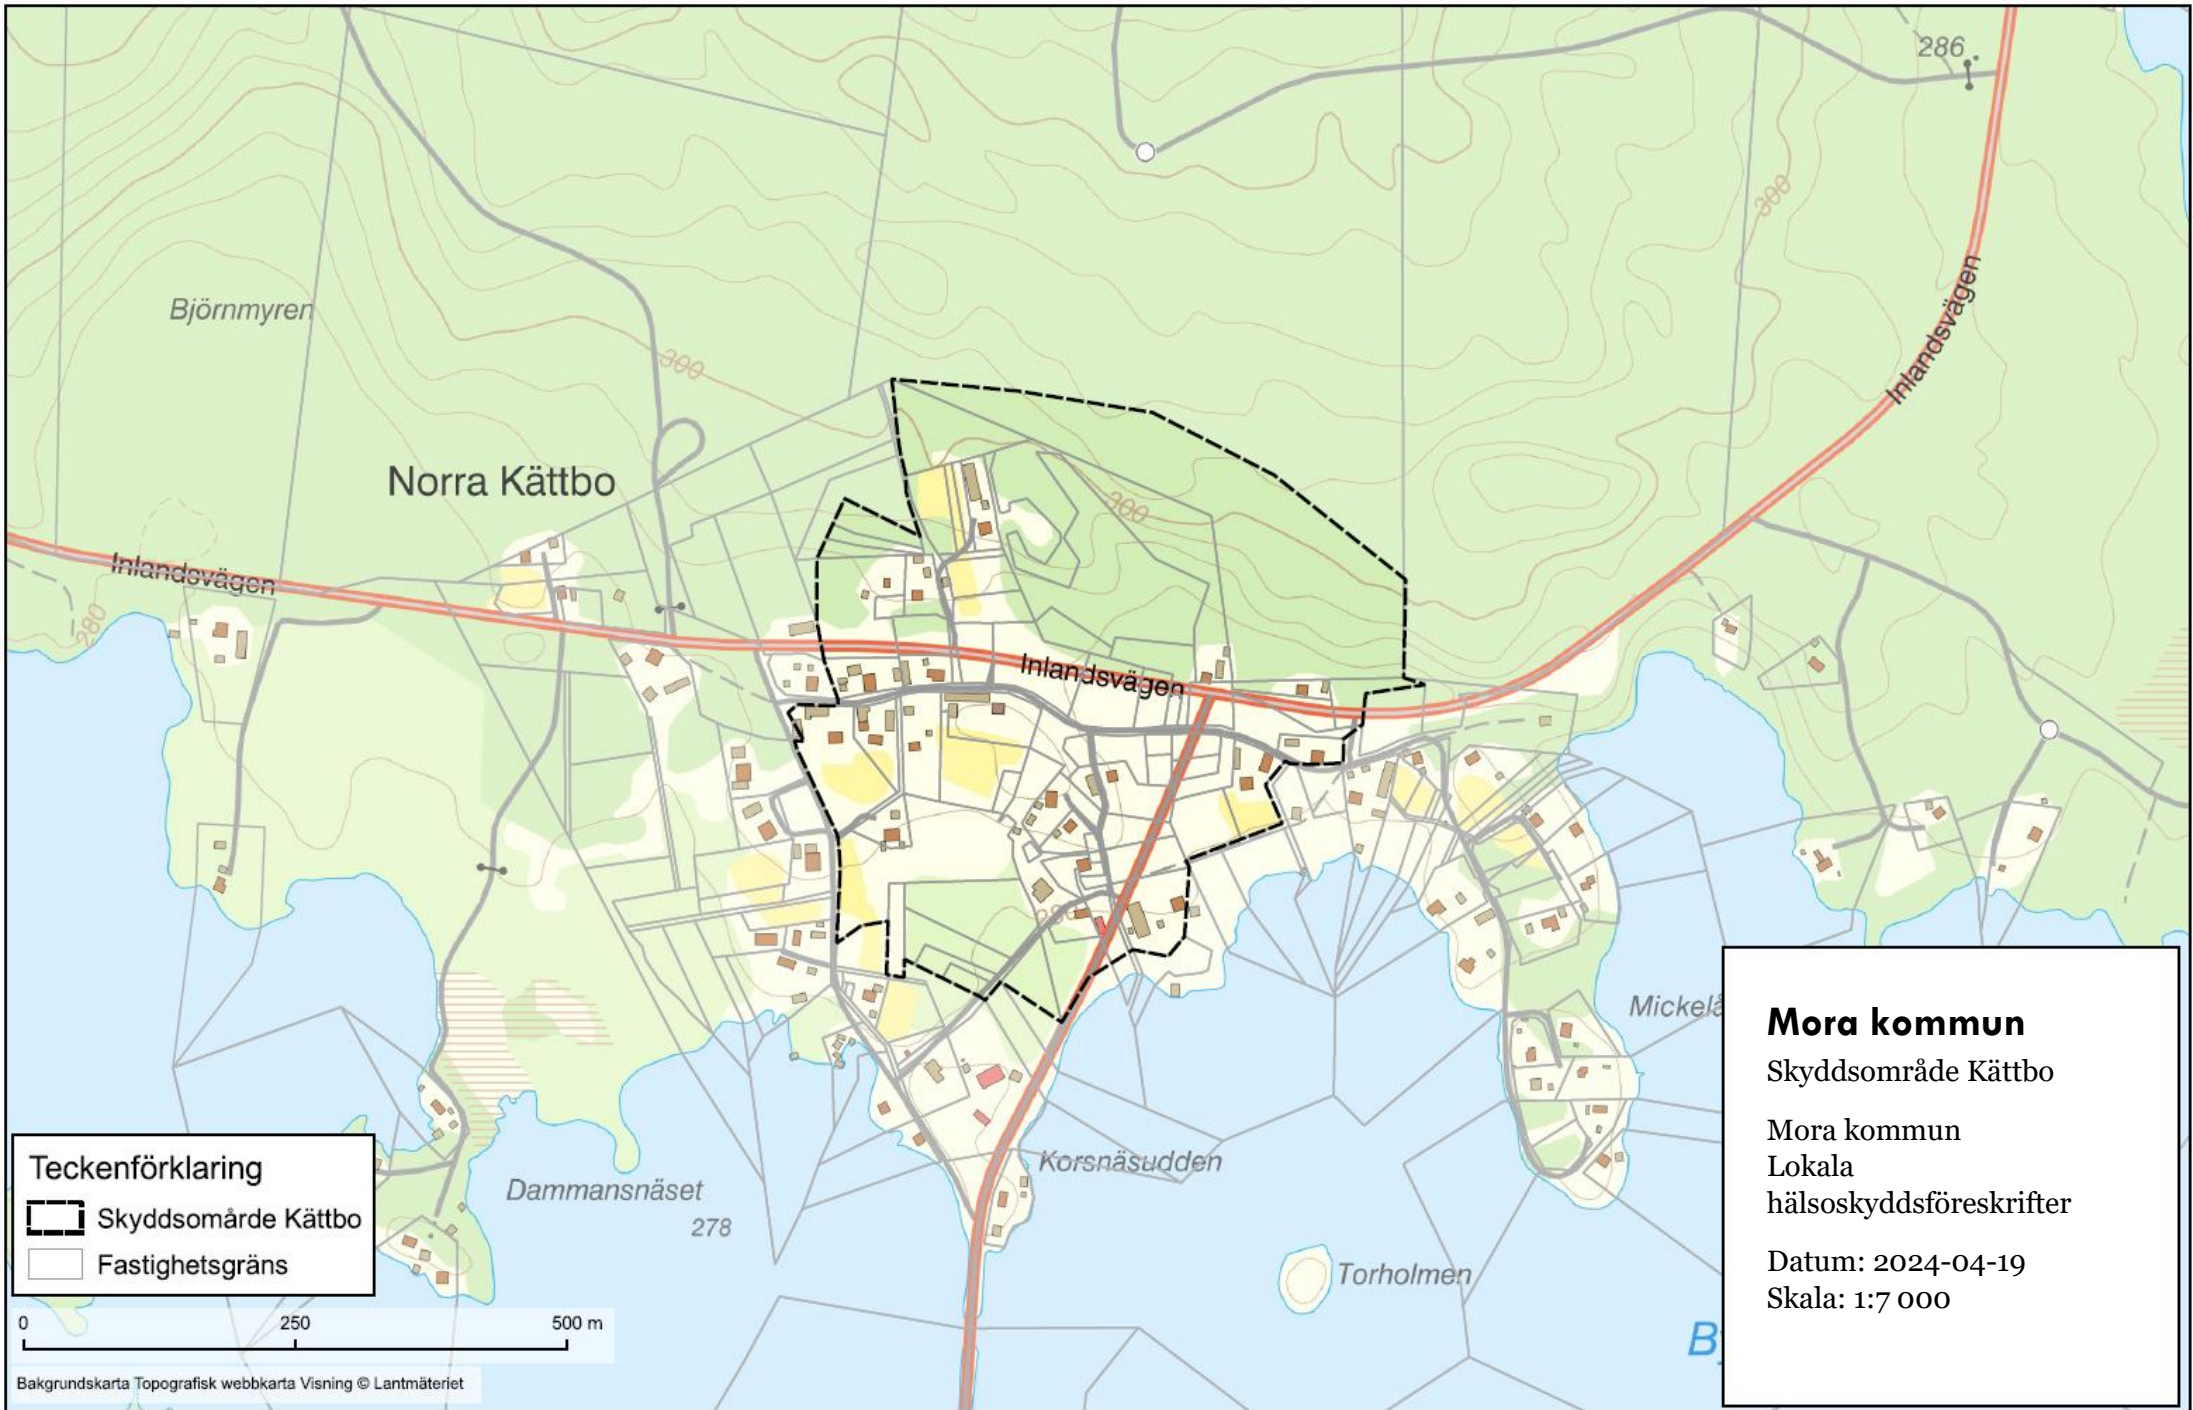 286
300
Inlandsvägen
Björnmyren
300
Norra Kättbo
300
Inlandsvägen
280
Inlandsvägen
Mickelå
Korsnäsudden
Dammansnäset
278
Torholmen
Teckenförklaring
Skyddsomårde Kättbo
Fastighetsgräns
0 250 500 m
Bakgrundskarta Topografisk webbkarta Visning © Lantmäteriet
Mora kommun
Skyddsområde Kättbo
Mora kommun
Lokala
hälsoskyddsföreskrifter
Datum: 2024-04-19
Skala: 1:7 000